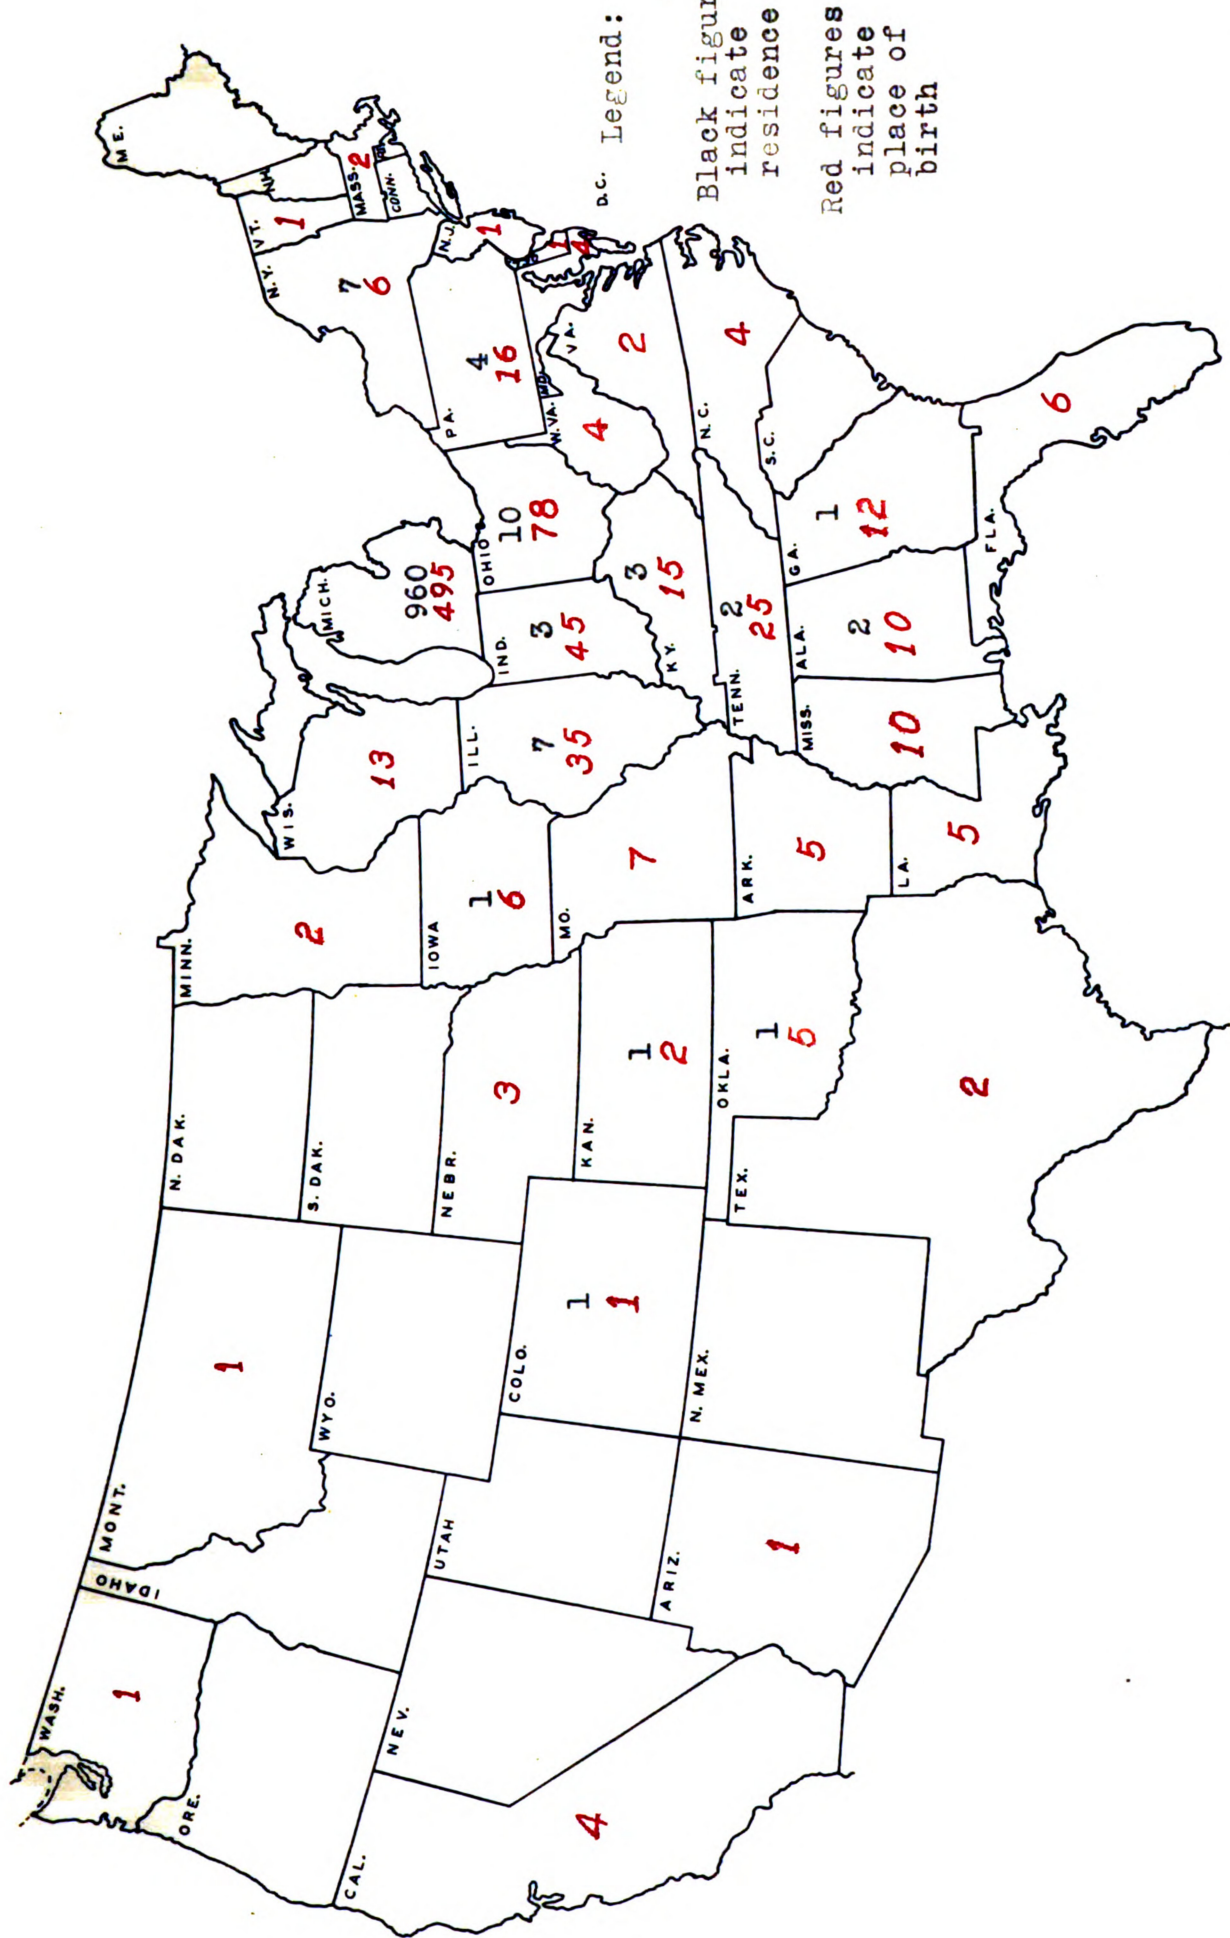 WASH.
1
MONT.
1
IDAHO
ORE.
N. DAK.
MINN.
2
S. DAK.
WIS.
13
MICH.
960
495
ME.
VT.
1
N.H.
N.Y.
7
6
MASS.
2
CONN.
WYO.
NEBR.
3
IOWA
1
6
ILL.
7
35
IND.
3
45
OHIO
10
78
PA.
4
16
N.J.
1
1
4
MD.
D.C.
CAL.
4
NEV.
UTAH
COLO.
1
1
KAN.
1
2
MO.
7
KY.
3
15
W.VA.
4
VA.
2
ARIZ.
1
N. MEX.
OKLA.
1
5
TEX.
2
ARK.
5
LA.
5
TENN.
2
25
MISS.
10
ALA.
2
10
GA.
1
12
N.C.
4
S.C.
FLA.
6
Legend:
Black
indicate
residence
Red figures
indicate
place of
birth